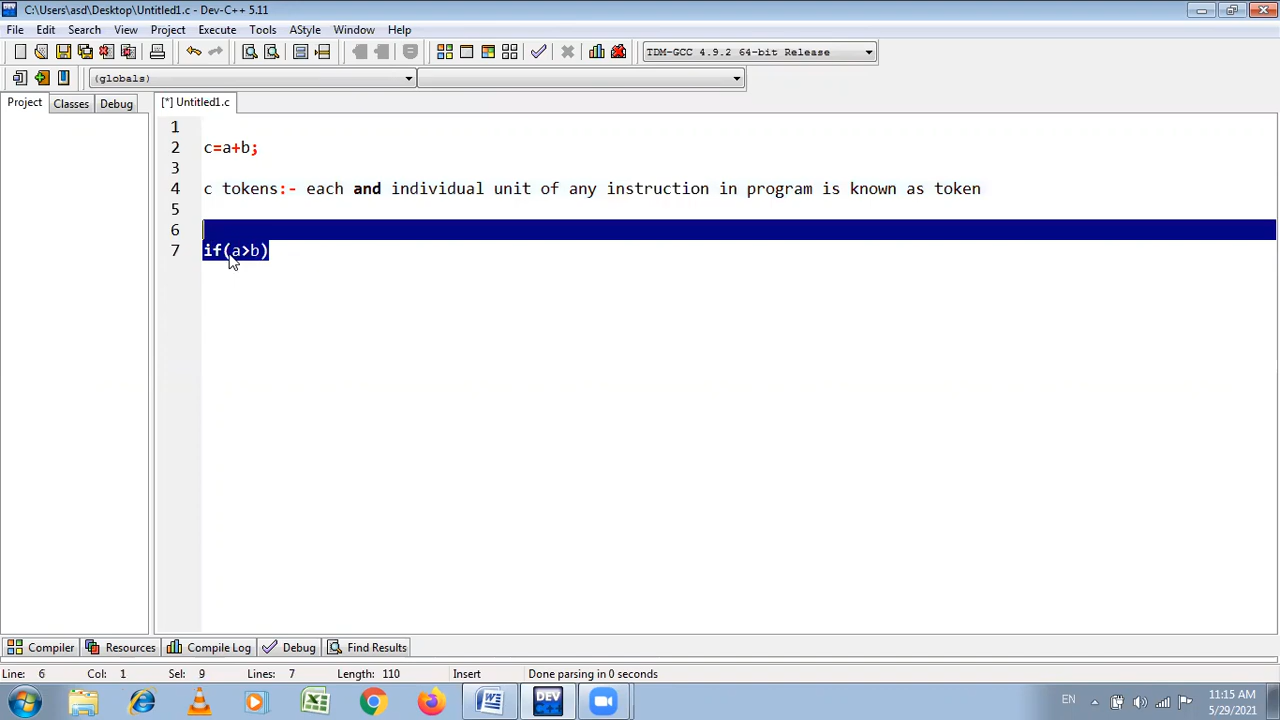 C:\Users\asd\Desktop\Untitled1.c - Dev-C++ 5.11
File Edit Search View Project Execute Tools AStyle Window Help
TDM-GCC 4.9.2 64-bit Release
(globals)
Project Classes Debug [*] Untitled1.c
1
2 c=a+b;
3
4 c tokens:- each and individual unit of any instruction in program is known as token
5
6
7 if(a>b)
Compiler Resources Compile Log Debug Find Results
Line: 6 Col: 1 Sel: 9 Lines: 7 Length: 110 Insert Done parsing in 0 seconds
DEV
EN 11:15 AM
5/29/2021